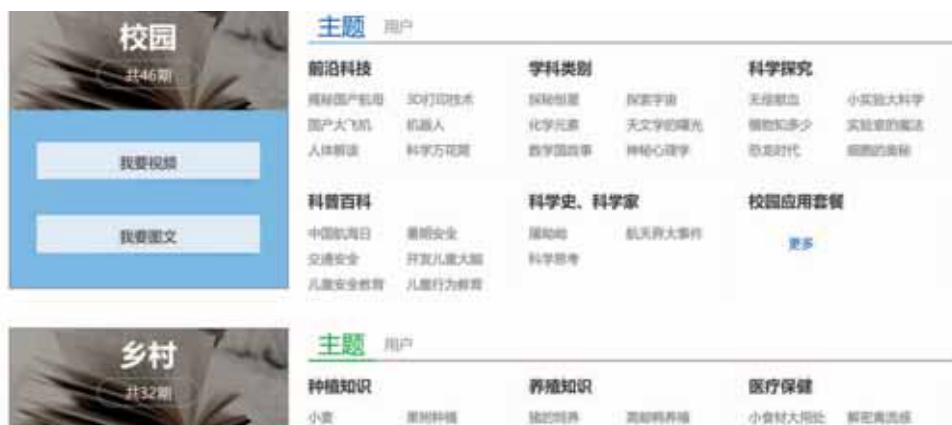 校园
共46期
我要视频
我要图文
主题 用户
前沿科技
揭秘国产航母 3D打印技术
国产大飞机 机器人
人体解读 科学万花筒
学科类别
探秘恒星 探索宇宙
化学元素 天文学的曙光
数学国故事 神秘心理学
科学探究
无偿献血 小实验大科学
植物知多少 实验室的魔法
恐龙时代 细胞的奥秘
科普百科
中国航海日 暑期安全
交通安全 开发儿童大脑
儿童安全教育 儿童行为教育
科学史、科学家
屠呦呦 航天界大事件
科学思考
校园应用套餐
更多
乡村
共32期
主题 用户
种植知识
小麦 果树种植
养殖知识
猪的饲养 高邮鸭养殖
医疗保健
小食材大用处 解密禽流感